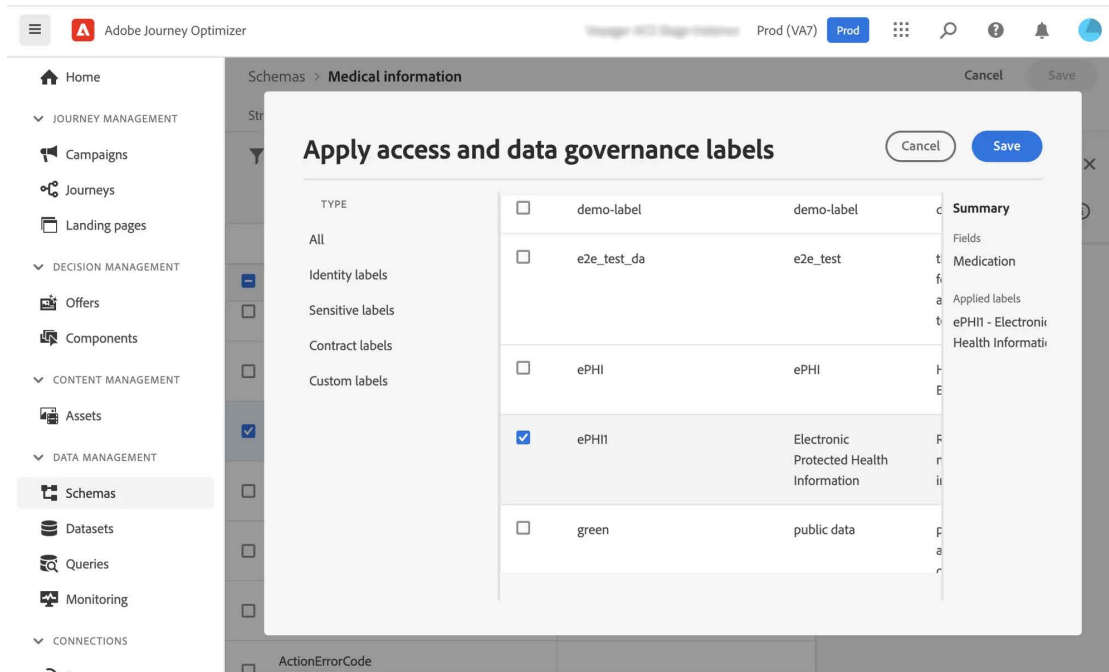 Adobe Journey Optimizer
Prod (VA7)
Prod
Home
JOURNEY MANAGEMENT
Campaigns
Journeys
Landing pages
DECISION MANAGEMENT
Offers
Components
CONTENT MANAGEMENT
Assets
DATA MANAGEMENT
Schemas
Datasets
Queries
Monitoring
CONNECTIONS
Schemas > Medical information
Cancel
Save
Str
Apply access and data governance labels
Cancel
Save
TYPE
All
Identity labels
Sensitive labels
Contract labels
Custom labels
demo-label
demo-label
e2e_test_da
e2e_test
ePHI
ePHI
ePHI1
Electronic
Protected Health
Information
green
public data
Summary
Fields
Medication
Applied labels
ePHI1 - Electronic
Health Informati
ActionErrorCode